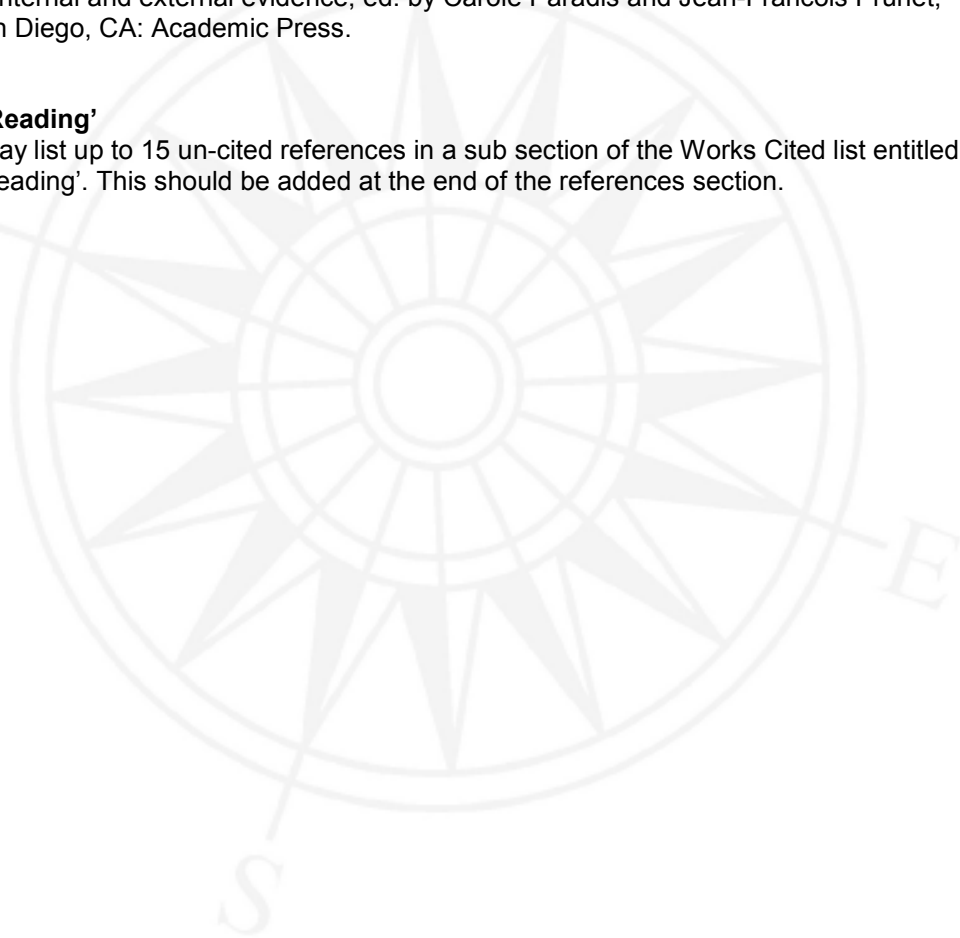 nternal and external evidence, ed. by Carole Paradis and Jean-Francois Prunet,
n Diego, CA: Academic Press.
Reading’
ay list up to 15 un-cited references in a sub section of the Works Cited list entitled
eading’. This should be added at the end of the references section.
E
S